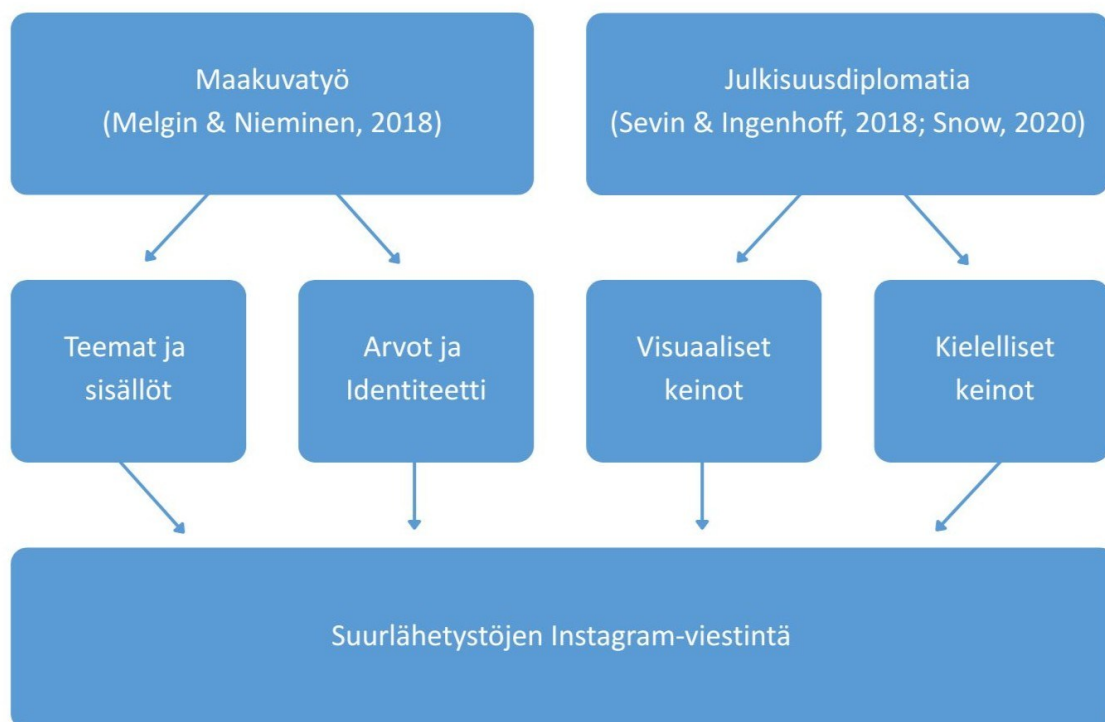 Maakuvatyö
(Melgin & Nieminen, 2018)
Julkisuusdiplomatia
(Sevin & Ingenhoff, 2018; Snow, 2020)
Teemat ja
sisällöt
Arvot ja
Identiteetti
Visuaaliset
keinot
Kielelliset
keinot
Suurlähetystöjen Instagram-viestintä